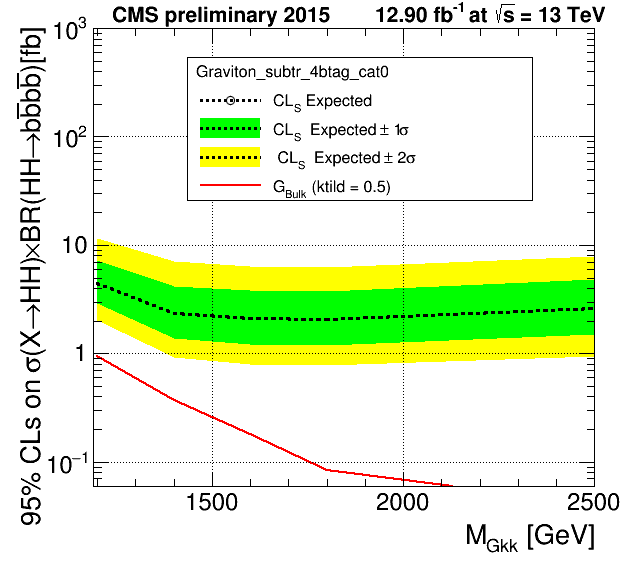 CMS preliminary 2015 12.90 fb⁻¹ at √s = 13 TeV
95% CLs on σ(X→HH)×BR(HH→bb̅bb̅)[fb]
10³
10²
10
1
10⁻¹
Graviton_subtr_4btag_cat0
CL_S Expected
CL_S Expected ± 1σ
CL_S Expected ± 2σ
G_Bulk (ktild = 0.5)
1500 2000 2500
M_Gkk [GeV]